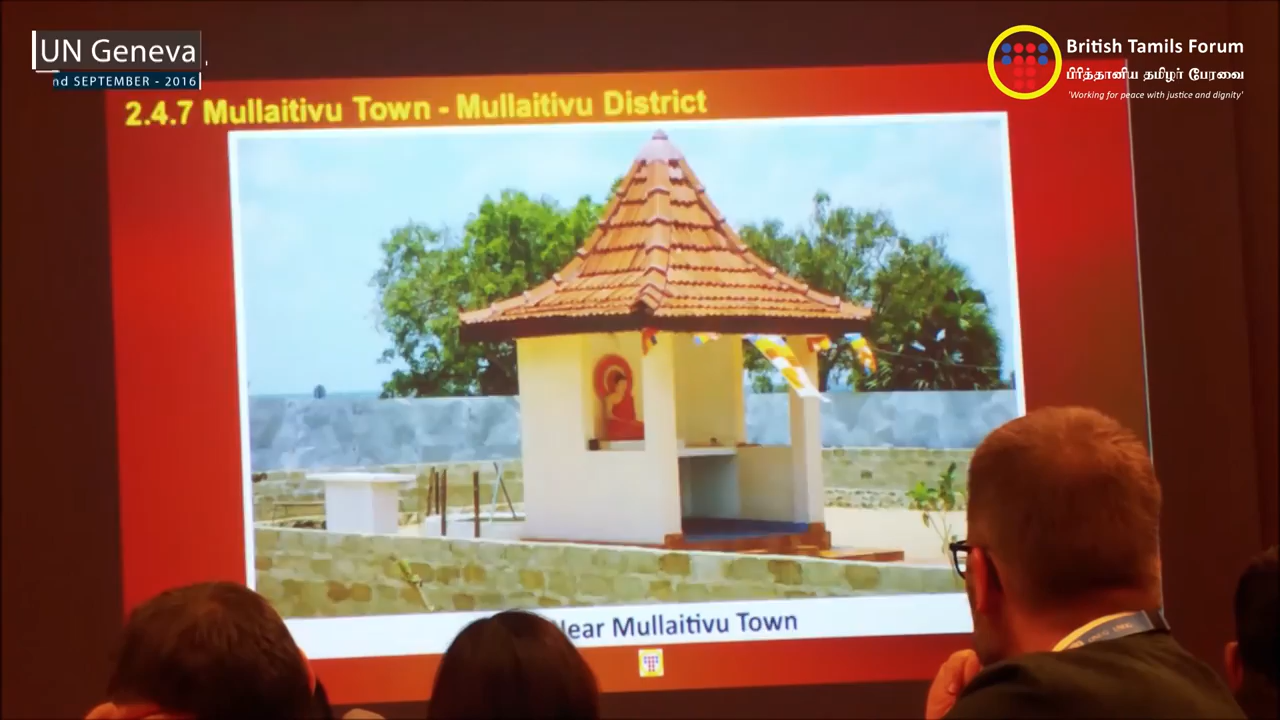 UN Geneva
nd SEPTEMBER - 2016
British Tamils Forum
பிரித்தானிய தமிழர் பேரவை
'Working for peace with justice and dignity'
2.4.7 Mullaitivu Town - Mullaitivu District
Near Mullaitivu Town